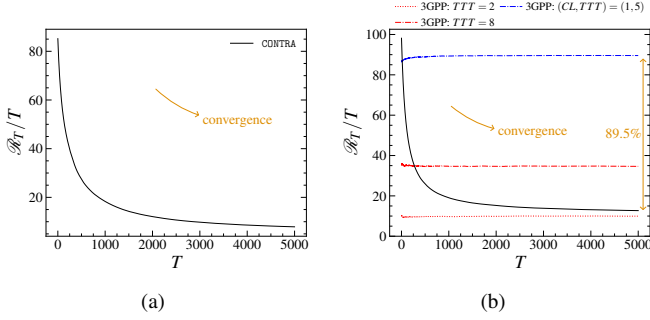 3GPP: TTT = 2
3GPP: (CL,TTT) = (1,5)
3GPP: TTT = 8
CONTRA
80
60
40
20
ℛ_T/T
convergence
0
1000
2000
3000
4000
5000
T
(a)
100
80
60
40
20
0
ℛ_T/T
convergence
89.5%
0
1000
2000
3000
4000
5000
T
(b)